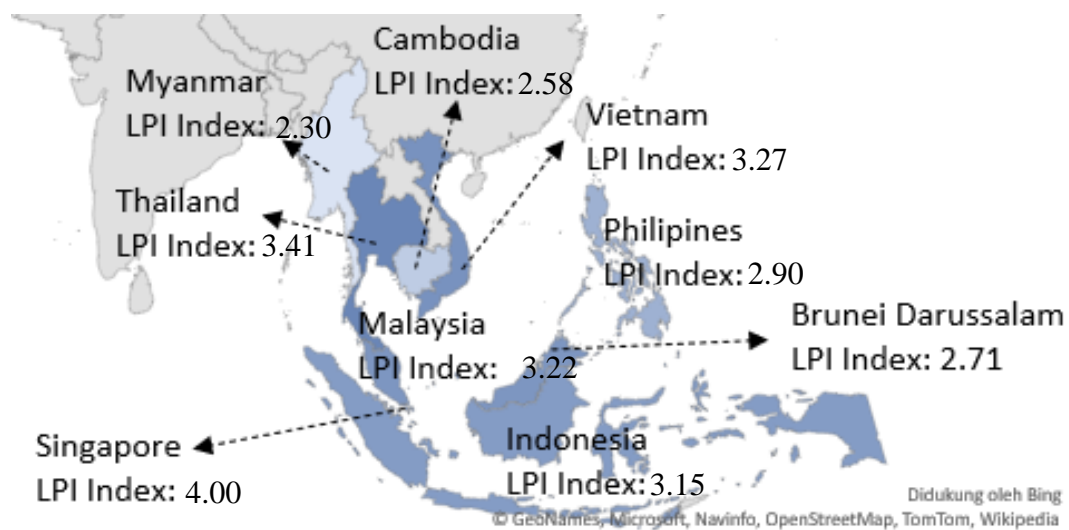 Cambodia
LPI Index: 2.58
Myanmar
LPI Index: 2.30
Vietnam
LPI Index: 3.27
Thailand
LPI Index: 3.41
Philipines
LPI Index: 2.90
Malaysia
LPI Index: 3.22
Brunei Darussalam
LPI Index: 2.71
Singapore
LPI Index: 4.00
Indonesia
LPI Index: 3.15
Didukung oleh Bing
© GeoNames, Microsoft, Navinfo, OpenStreetMap, TomTom, Wikipedia